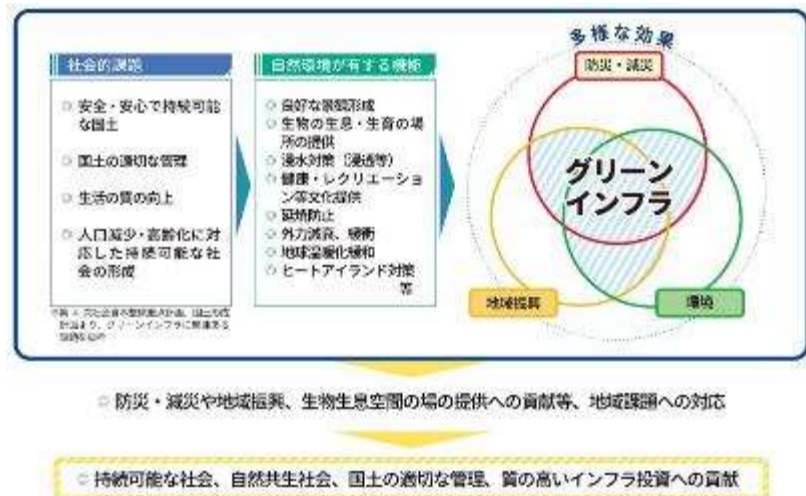 社会的課題
安全・安心で持続可能
な国土
国土の適切な管理
生活の質の向上
人口減少・高齢化に対
応した持続可能な社
会の形成
自然環境が有する機能
良好な景観形成
生物の生息・生育の場
所の提供
浸水対策（浸透等）
健康・レクリエーショ
ン等文化提供
延焼防止
外力減衰、緩衝
地球温暖化緩和
ヒートアイランド対策
等
多様な効果
防災・減災
グリーン
インフラ
地域振興
環境
防災・減災や地域振興、生物生息空間の場の提供への貢献等、地域課題への対応
持続可能な社会、自然共生社会、国土の適切な管理、質の高いインフラ投資への貢献